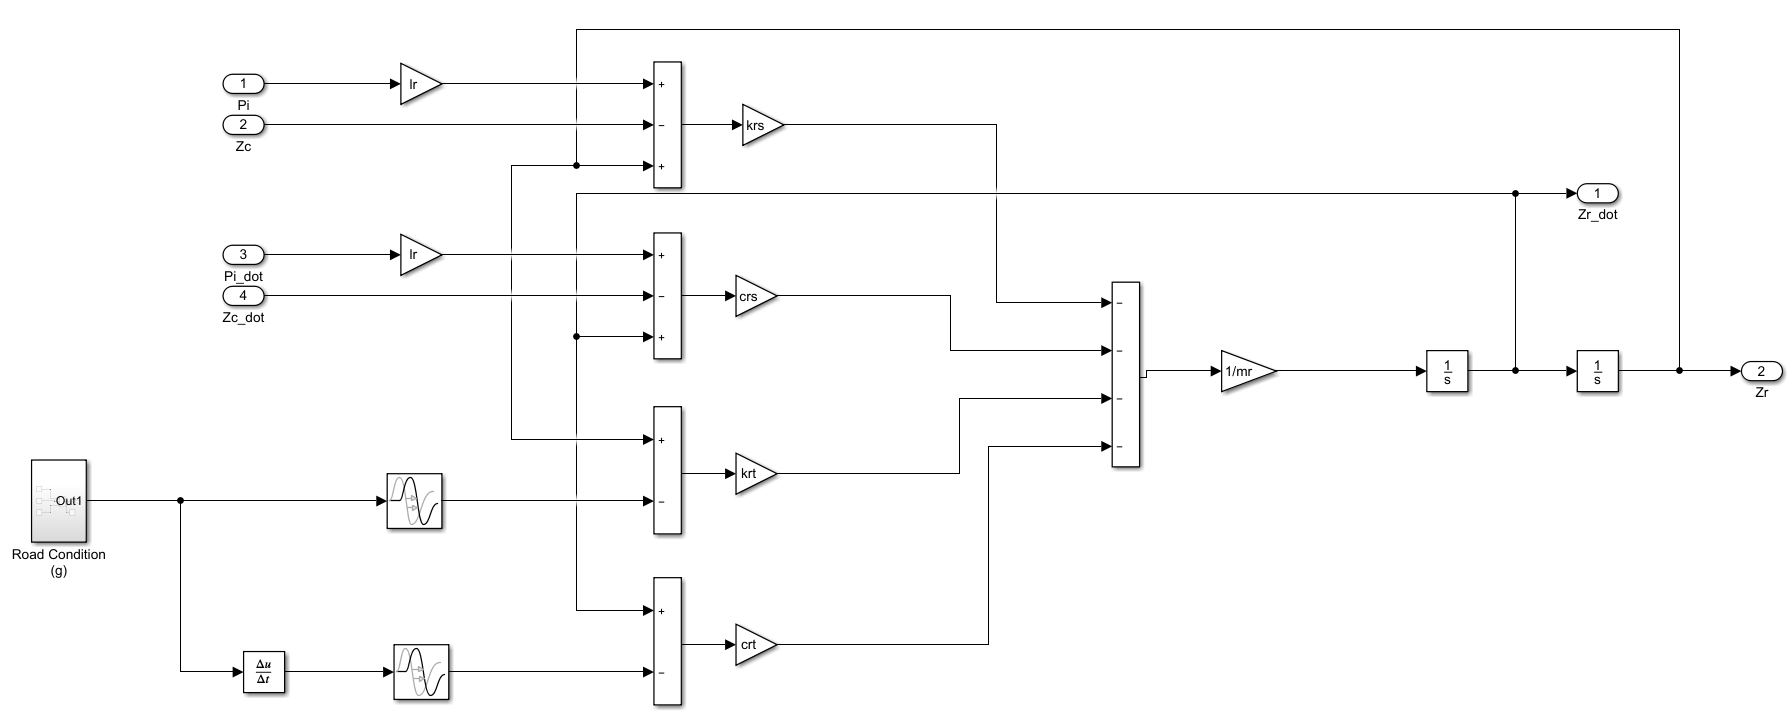 1
Pi
lr
+
2
Zc
−
krs
+
1
Zr_dot
3
Pi_dot
lr
+
4
Zc_dot
−
crs
+
−
−
−
−
1/mr
1
s
1
s
2
Zr
+
krt
−
Out1
Road Condition
(g)
+
crt
−
Δu
Δt